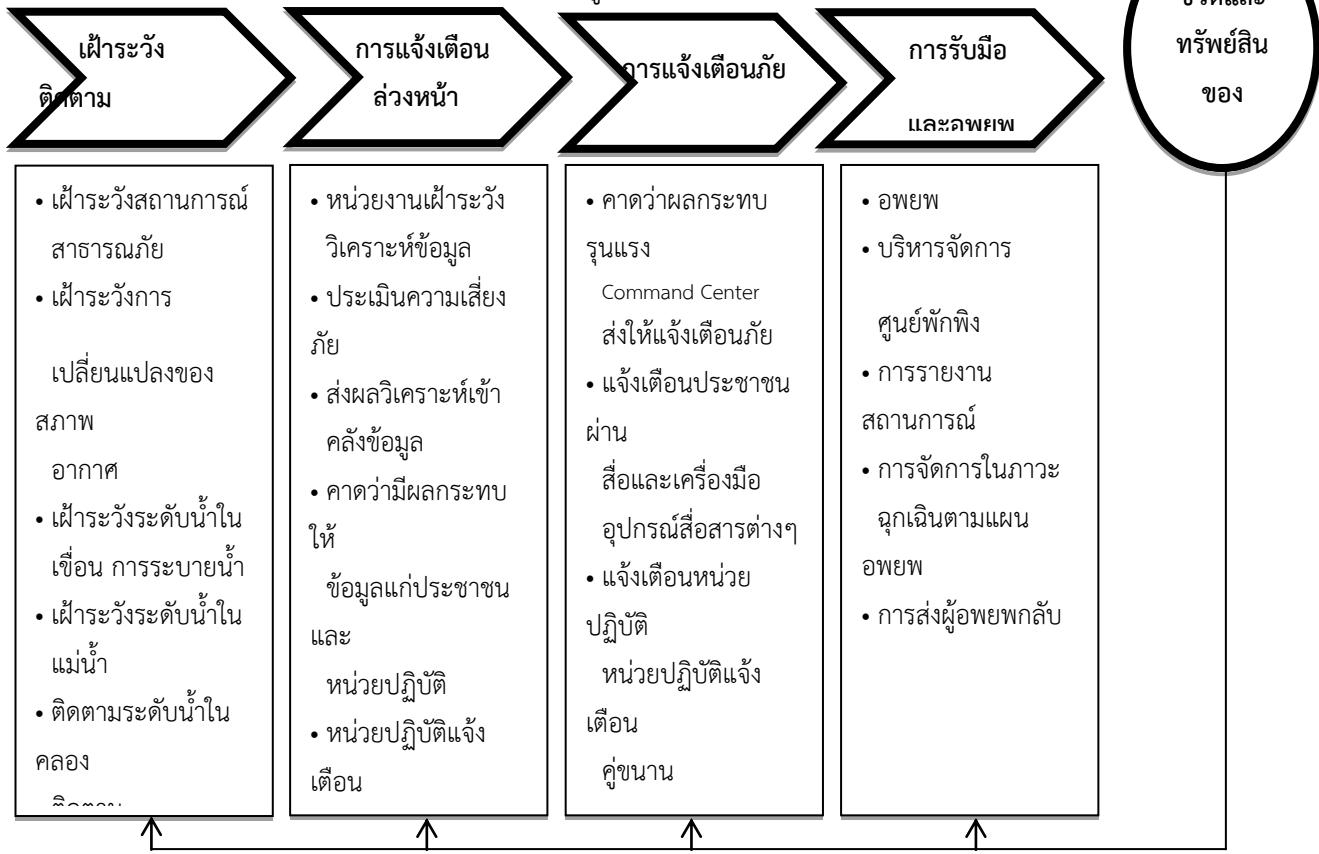 เฝ้าระวัง
ติดตาม
การแจ้งเตือน
ล่วงหน้า
การแจ้งเตือนภัย
การรับมือ
และอพยพ
ทรัพย์สิน
ของ
• เฝ้าระวังสถานการณ์
สาธารณภัย
• เฝ้าระวังการ
เปลี่ยนแปลงของ
สภาพ
อากาศ
• เฝ้าระวังระดับน้ำใน
เขื่อน การระบายน้ำ
• เฝ้าระวังระดับน้ำใน
แม่น้ำ
• ติดตามระดับน้ำใน
คลอง
• หน่วยงานเฝ้าระวัง
วิเคราะห์ข้อมูล
• ประเมินความเสี่ยง
ภัย
• ส่งผลวิเคราะห์เข้า
คลังข้อมูล
• คาดว่ามีผลกระทบ
ให้
ข้อมูลแก่ประชาชน
และ
หน่วยปฏิบัติ
• หน่วยปฏิบัติแจ้ง
เตือน
• คาดว่าผลกระทบ
รุนแรง
Command Center
ส่งให้แจ้งเตือนภัย
• แจ้งเตือนประชาชน
ผ่าน
สื่อและเครื่องมือ
อุปกรณ์สื่อสารต่างๆ
• แจ้งเตือนหน่วย
ปฏิบัติ
หน่วยปฏิบัติแจ้ง
เตือน
คู่ขนาน
• อพยพ
• บริหารจัดการ
ศูนย์พักพิง
• การรายงาน
สถานการณ์
• การจัดการในภาวะ
ฉุกเฉินตามแผน
อพยพ
• การส่งผู้อพยพกลับ